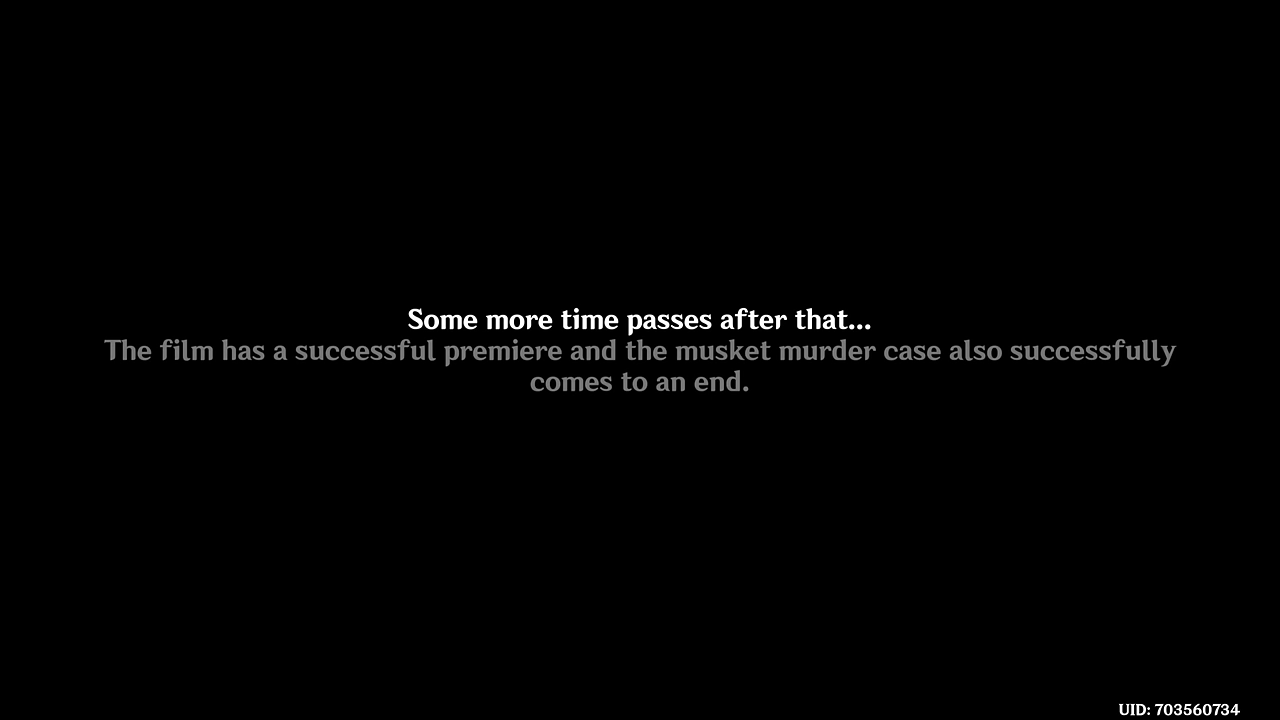 Some more time passes after that...
The film has a successful premiere and the musket murder case also successfully
comes to an end.
UID: 703560734